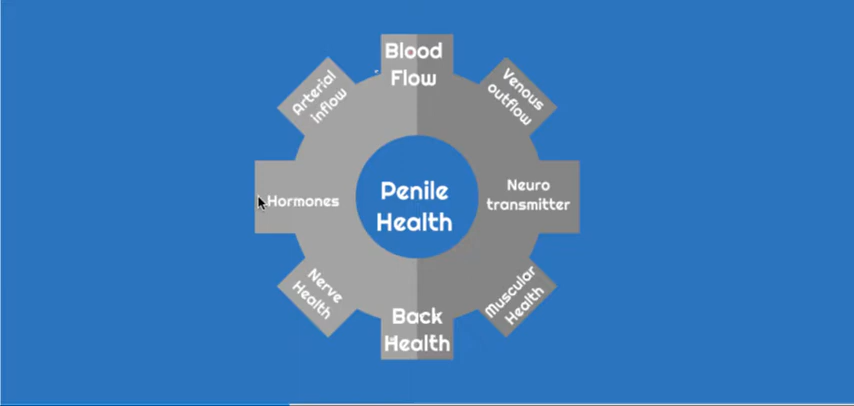 Blood
Flow
Arterial
inflow
Venous
outflow
Hormones
Penile
Health
Neuro
transmitter
Nerve
Health
Muscular
Health
Back
Health